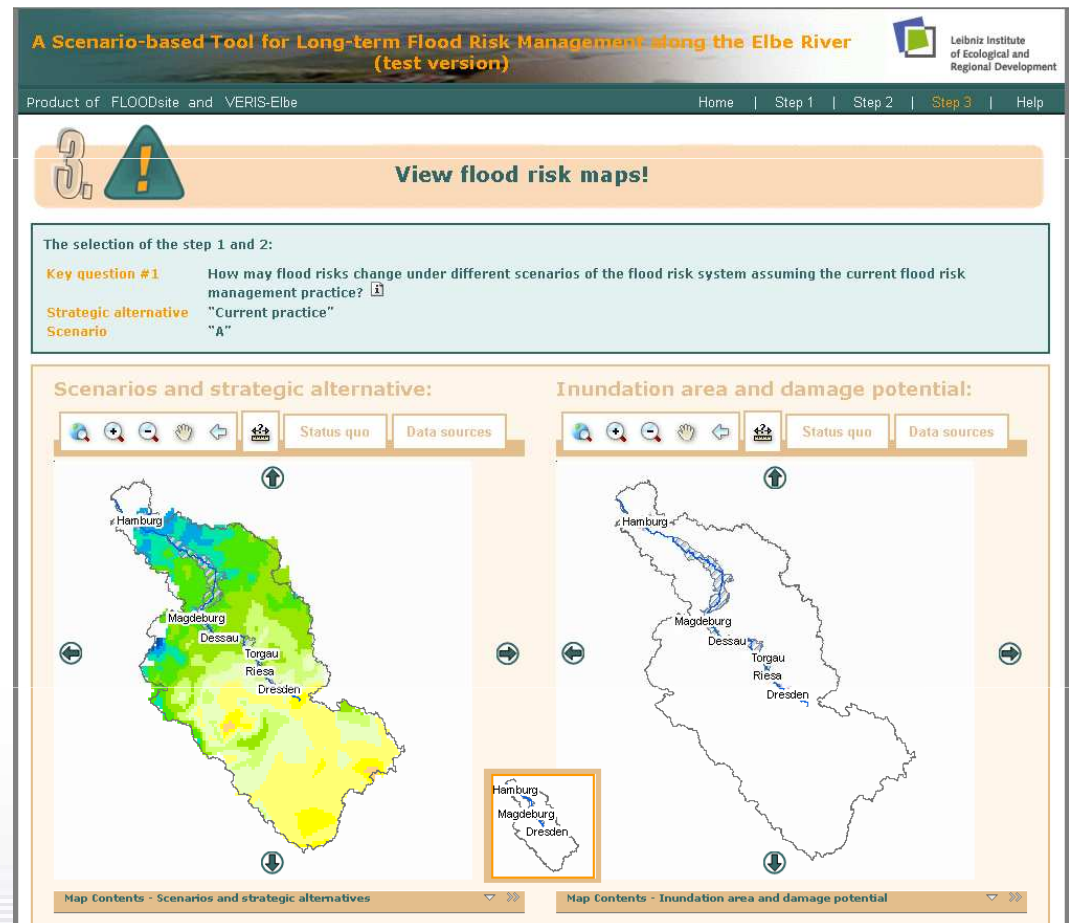 A Scenario-based Tool for Long-term Flood Risk Management along the Elbe River
(test version)
Leibniz Institute
of Ecological and
Regional Development
Product of FLOODsite and VERIS-Elbe
Home | Step 1 | Step 2 | Step 3 | Help
3.
View flood risk maps!
The selection of the step 1 and 2:
Key question #1 How may flood risks change under different scenarios of the flood risk system assuming the current flood risk
management practice?
Strategic alternative "Current practice"
Scenario "A"
Scenarios and strategic alternative:
Status quo
Data sources
Hamburg
Magdeburg
Dessau
Torgau
Riesa
Dresden
Map Contents - Scenarios and strategic alternatives
Hamburg
Magdeburg
Dresden
Inundation area and damage potential:
Status quo
Data sources
Hamburg
Magdeburg
Dessau
Torgau
Riesa
Dresden
Map Contents - Inundation area and damage potential